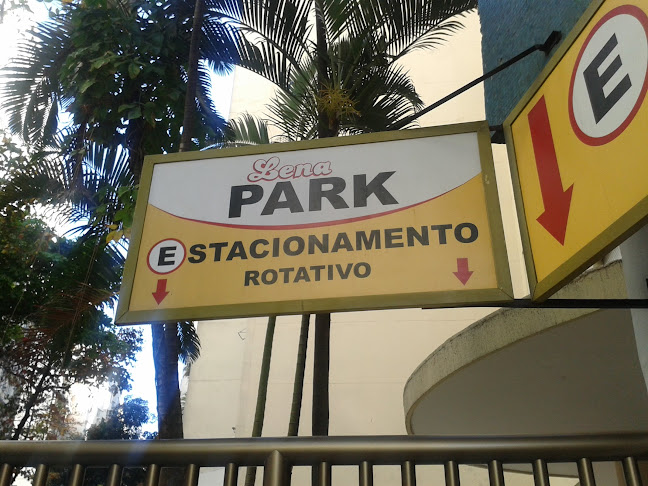 Lena
PARK
ESTACIONAMENTO
ROTATIVO
E